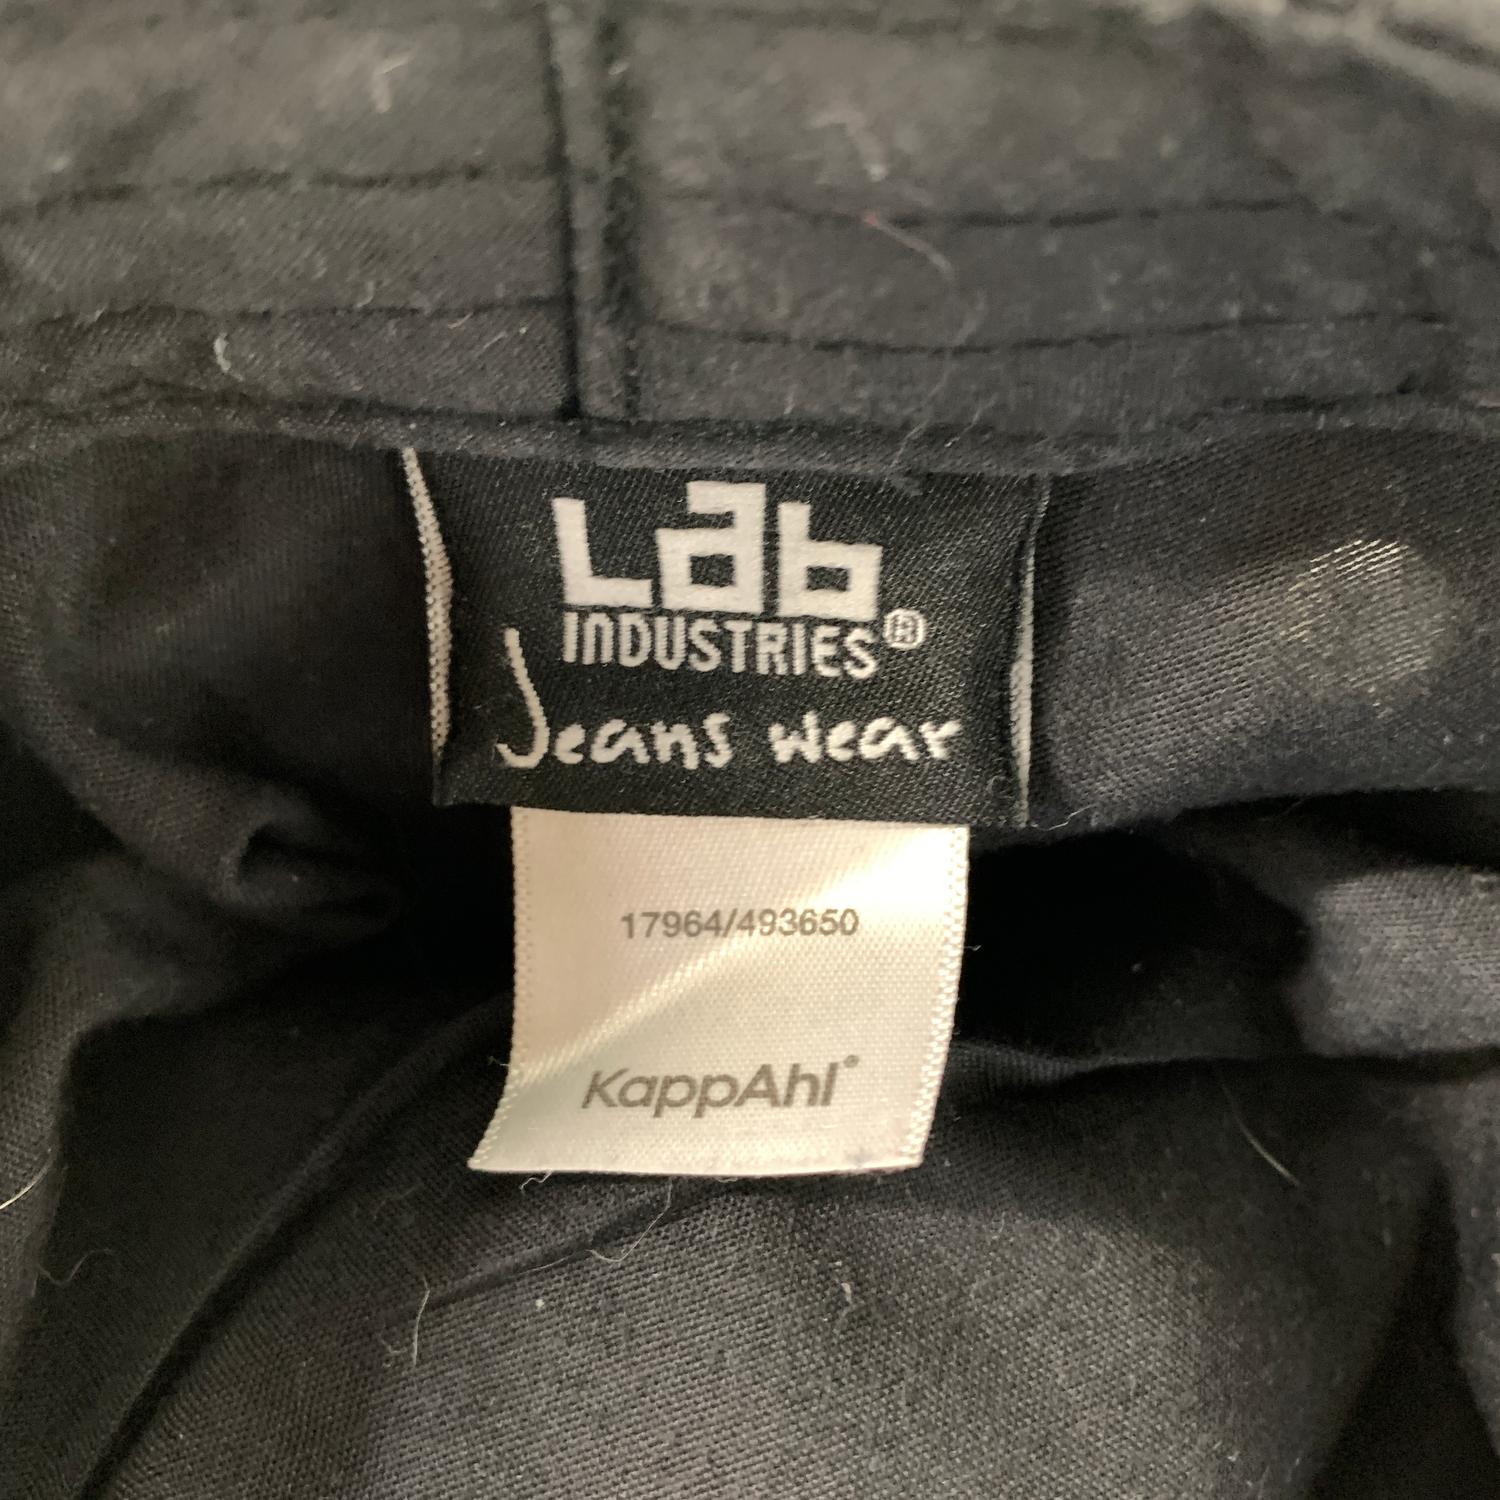 Lab
INDUSTRIES®
Jeans wear
17964/493650
KappAhl®